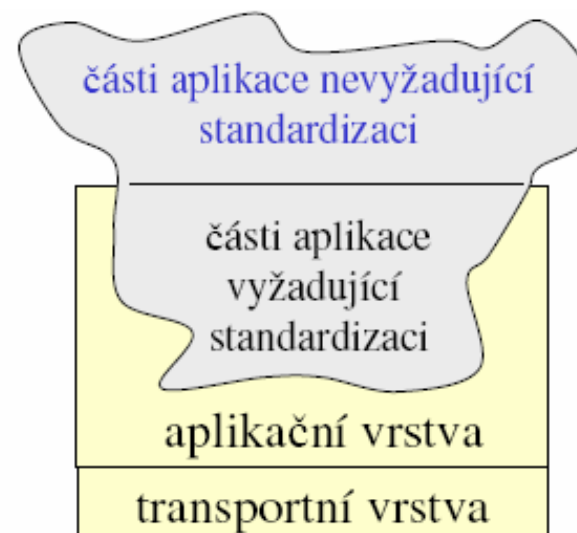 části aplikace nevyžadující
standardizaci
části aplikace
vyžadující
standardizaci
aplikační vrstva
transportní vrstva